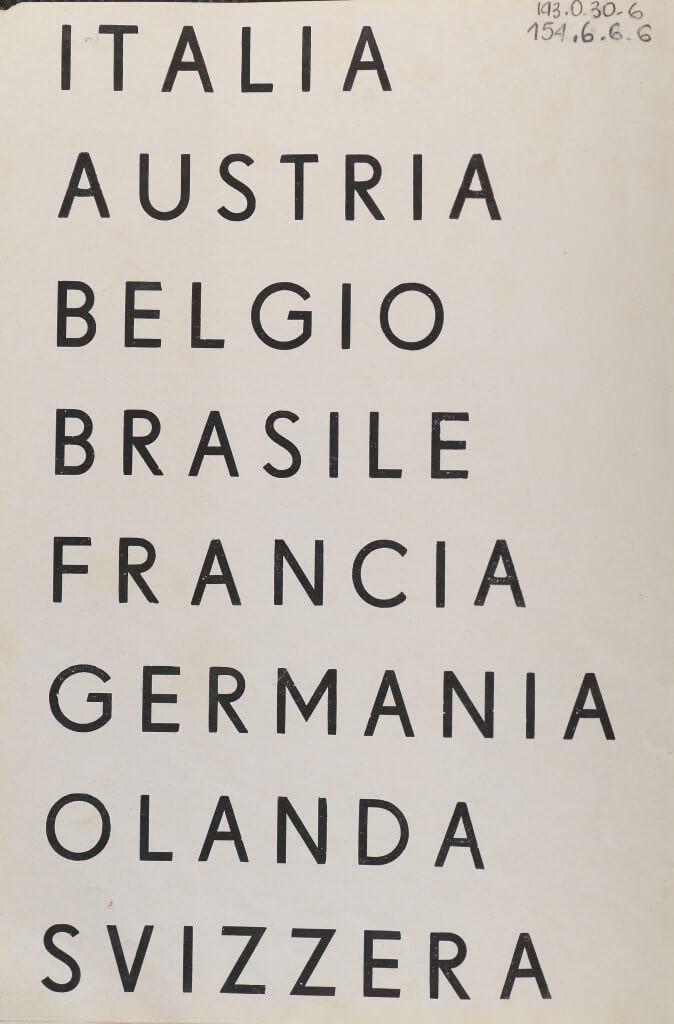 193.0.30-6
154.6.6.6
ITALIA
AUSTRIA
BELGIO
BRASILE
FRANCIA
GERMANIA
OLANDA
SVIZZERA